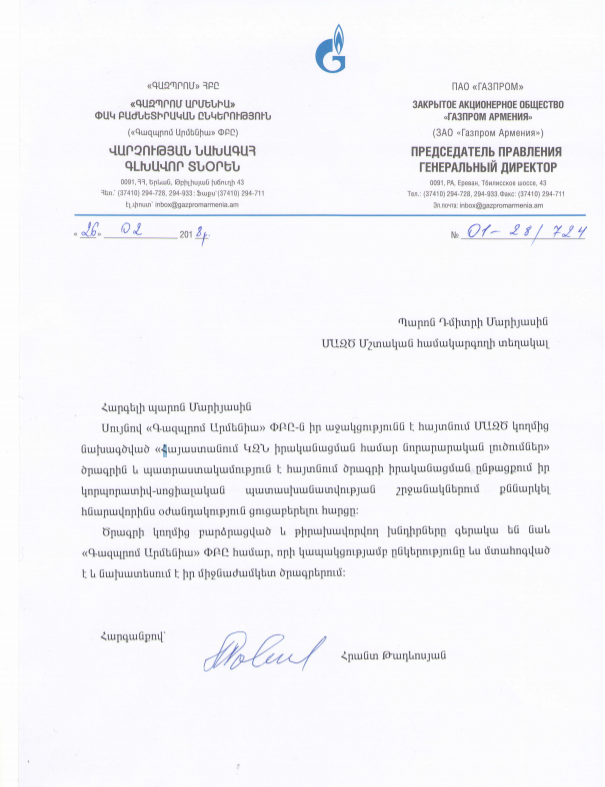 «ԳԱԶՊՐՈՄ» ՀԲԸ
«ԳԱԶՊՐՈՄ ԱՐՄԵՆԻԱ»
ՓԱԿ ԲԱԺՆԵՏԻՐԱԿԱՆ ԸՆԿԵՐՈՒԹՅՈՒՆ
(«Գազպրոմ Արմենիա» ՓԲԸ)
ՎԱՐՉՈՒԹՅԱՆ ՆԱԽԱԳԱՀ
ԳԼԽԱՎՈՐ ՏՆՕՐԵՆ
0091, ՀՀ, Երևան, Թբիլիսյան խճուղի 43
Հեռ.՝ (37410) 294-728, 294-933 : Ֆաքս՝(37410) 294-711
Էլ.փոստ՝ inbox@gazpromarmenia.am
ПАО «ГАЗПРОМ»
ЗАКРЫТОЕ АКЦИОНЕРНОЕ ОБЩЕСТВО
«ГАЗПРОМ АРМЕНИЯ»
(ЗАО «Газпром Армения»)
ПРЕДСЕДАТЕЛЬ ПРАВЛЕНИЯ
ГЕНЕРАЛЬНЫЙ ДИРЕКТОР
0091, РА, Ереван, Тбилисское шоссе, 43
Тел.: (37410) 294-728, 294-933.Факс: (37410) 294-711
Эл почта: inbox@gazpromarmenia.am
«26» 02 2018թ.
№ 01-28/724
Պարոն Դմիտրի Մարիյասին
ՄԱԶԾ Մշտական համակարգողի տեղակալ
Հարգելի պարոն Մարիյասին
Սույնով «Գազպրոմ Արմենիա» ՓԲԸ-ն իր աջակցությունն է հայտնում ՄԱԶԾ կողմից
նախագծված «Հայաստանում ԿԶՆ իրականացման համար նորարարական լուծումներ»
ծրագրին և պատրաստակամություն է հայտնում ծրագրի իրականացման ընթացքում իր
կորպորատիվ-սոցիալական պատասխանատվության շրջանակներում քննարկել
հնարավորինս օժանդակություն ցուցաբերելու հարցը:
Ծրագրի կողմից բարձրացված և թիրախավորվող խնդիրները գերակա են նաև
«Գազպրոմ Արմենիա» ՓԲԸ համար, որի կապակցությամբ ընկերությունը ևս մտահոգված
է և նախատեսում է իր միջնաժամկետ ծրագրերում:
Հարգանքով՝
Հրանտ Թադևոսյան